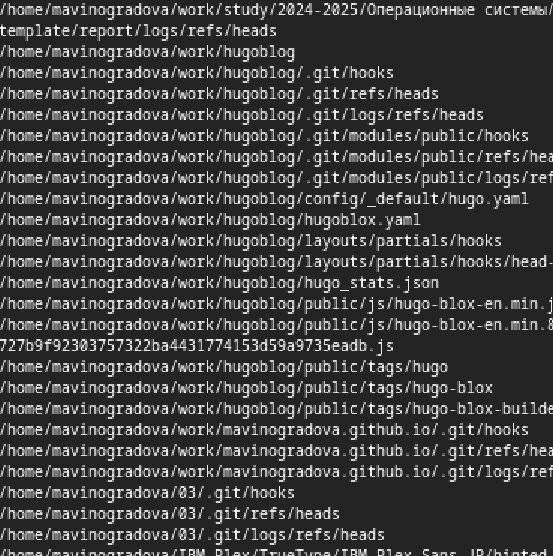 /home/mavinogradova/work/study/2024-2025/Операционные системы/
template/report/logs/refs/heads
/home/mavinogradova/work/hugoblog
/home/mavinogradova/work/hugoblog/.git/hooks
/home/mavinogradova/work/hugoblog/.git/refs/heads
/home/mavinogradova/work/hugoblog/.git/logs/refs/heads
/home/mavinogradova/work/hugoblog/.git/modules/public/hooks
/home/mavinogradova/work/hugoblog/.git/modules/public/refs/hea
/home/mavinogradova/work/hugoblog/.git/modules/public/logs/ref
/home/mavinogradova/work/hugoblog/config/_default/hugo.yaml
/home/mavinogradova/work/hugoblog/hugoblox.yaml
/home/mavinogradova/work/hugoblog/layouts/partials/hooks
/home/mavinogradova/work/hugoblog/layouts/partials/hooks/head-
/home/mavinogradova/work/hugoblog/hugo_stats.json
/home/mavinogradova/work/hugoblog/public/js/hugo-blox-en.min.j
/home/mavinogradova/work/hugoblog/public/js/hugo-blox-en.min.8
727b9f92303757322ba4431774153d59a9735eadb.js
/home/mavinogradova/work/hugoblog/public/tags/hugo
/home/mavinogradova/work/hugoblog/public/tags/hugo-blox
/home/mavinogradova/work/hugoblog/public/tags/hugo-blox-builde
/home/mavinogradova/work/mavinogradova.github.io/.git/hooks
/home/mavinogradova/work/mavinogradova.github.io/.git/refs/hea
/home/mavinogradova/work/mavinogradova.github.io/.git/logs/ref
/home/mavinogradova/03/.git/hooks
/home/mavinogradova/03/.git/refs/heads
/home/mavinogradova/03/.git/logs/refs/heads
/home/mavinogradova/IBM_Plex/TrueType/IBM-Plex-Sans-JP/hinted